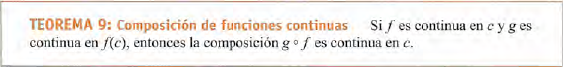 TEOREMA 9: Composición de funciones continuas Si f es continua en c y g es
continua en f(c), entonces la composición g ∘ f es continua en c.